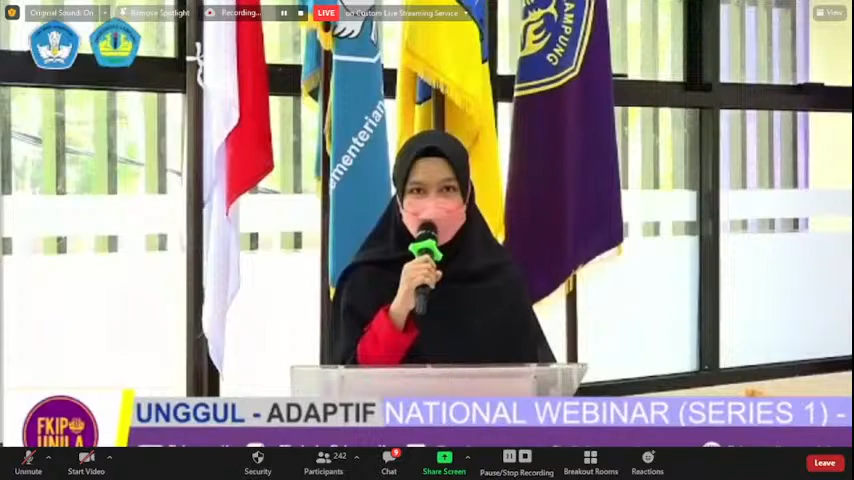 Original Sound: On
Remove Spotlight
Recording...
LIVE
on Custom Live Streaming Service
View
LAMPUNG
Kementerian
FKIP
UNILA
UNGGUL - ADAPTIF
NATIONAL WEBINAR (SERIES 1) -
Unmute
Start Video
Security
Participants
242
Chat
9
Share Screen
Pause/Stop Recording
Breakout Rooms
Reactions
Leave